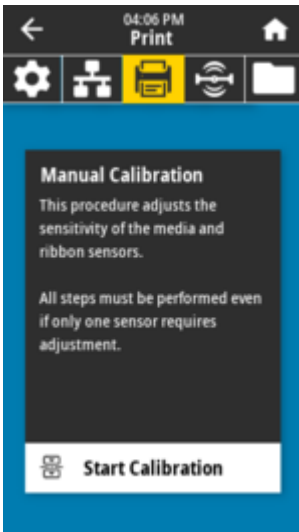 04:06 PM
Print
Manual Calibration
This procedure adjusts the
sensitivity of the media and
ribbon sensors.
All steps must be performed even
if only one sensor requires
adjustment.
Start Calibration